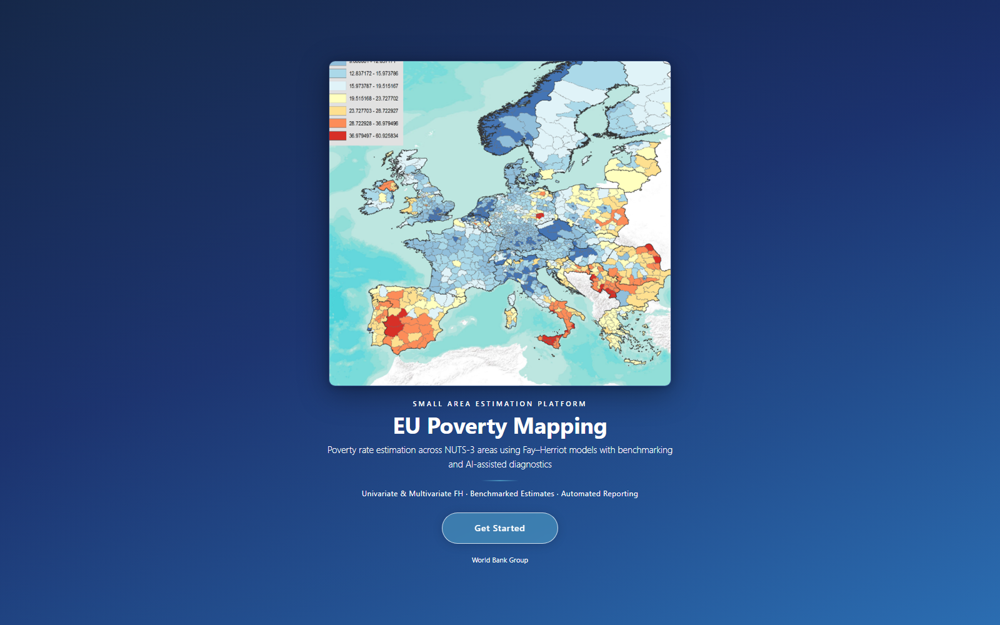 12.837172 - 15.973786
15.973787 - 19.515167
19.515168 - 23.727702
23.727703 - 28.722927
28.722928 - 36.979496
36.979497 - 60.925834
SMALL AREA ESTIMATION PLATFORM
EU Poverty Mapping
Poverty rate estimation across NUTS-3 areas using Fay–Herriot models with benchmarking
and AI-assisted diagnostics
Univariate & Multivariate FH · Benchmarked Estimates · Automated Reporting
Get Started
World Bank Group